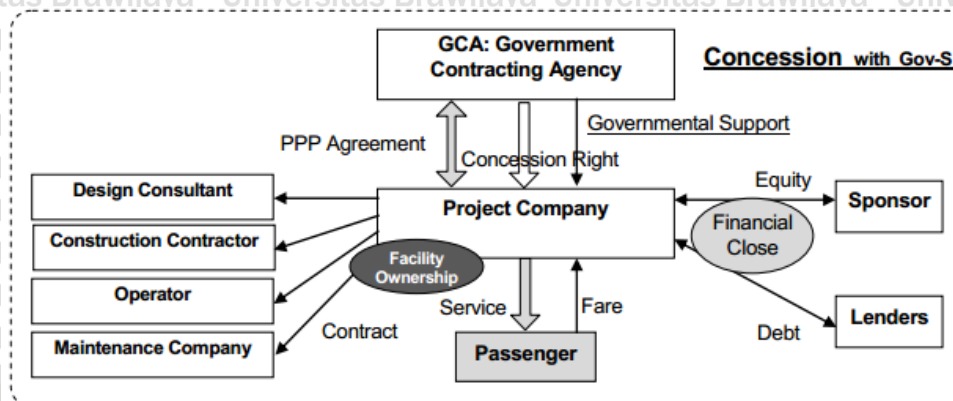 GCA: Government
Contracting Agency
Concession with Gov-S
PPP Agreement
Concession Right
Governmental Support
Design Consultant
Construction Contractor
Operator
Maintenance Company
Project Company
Facility
Ownership
Equity
Sponsor
Financial
Close
Service
Fare
Contract
Passenger
Debt
Lenders